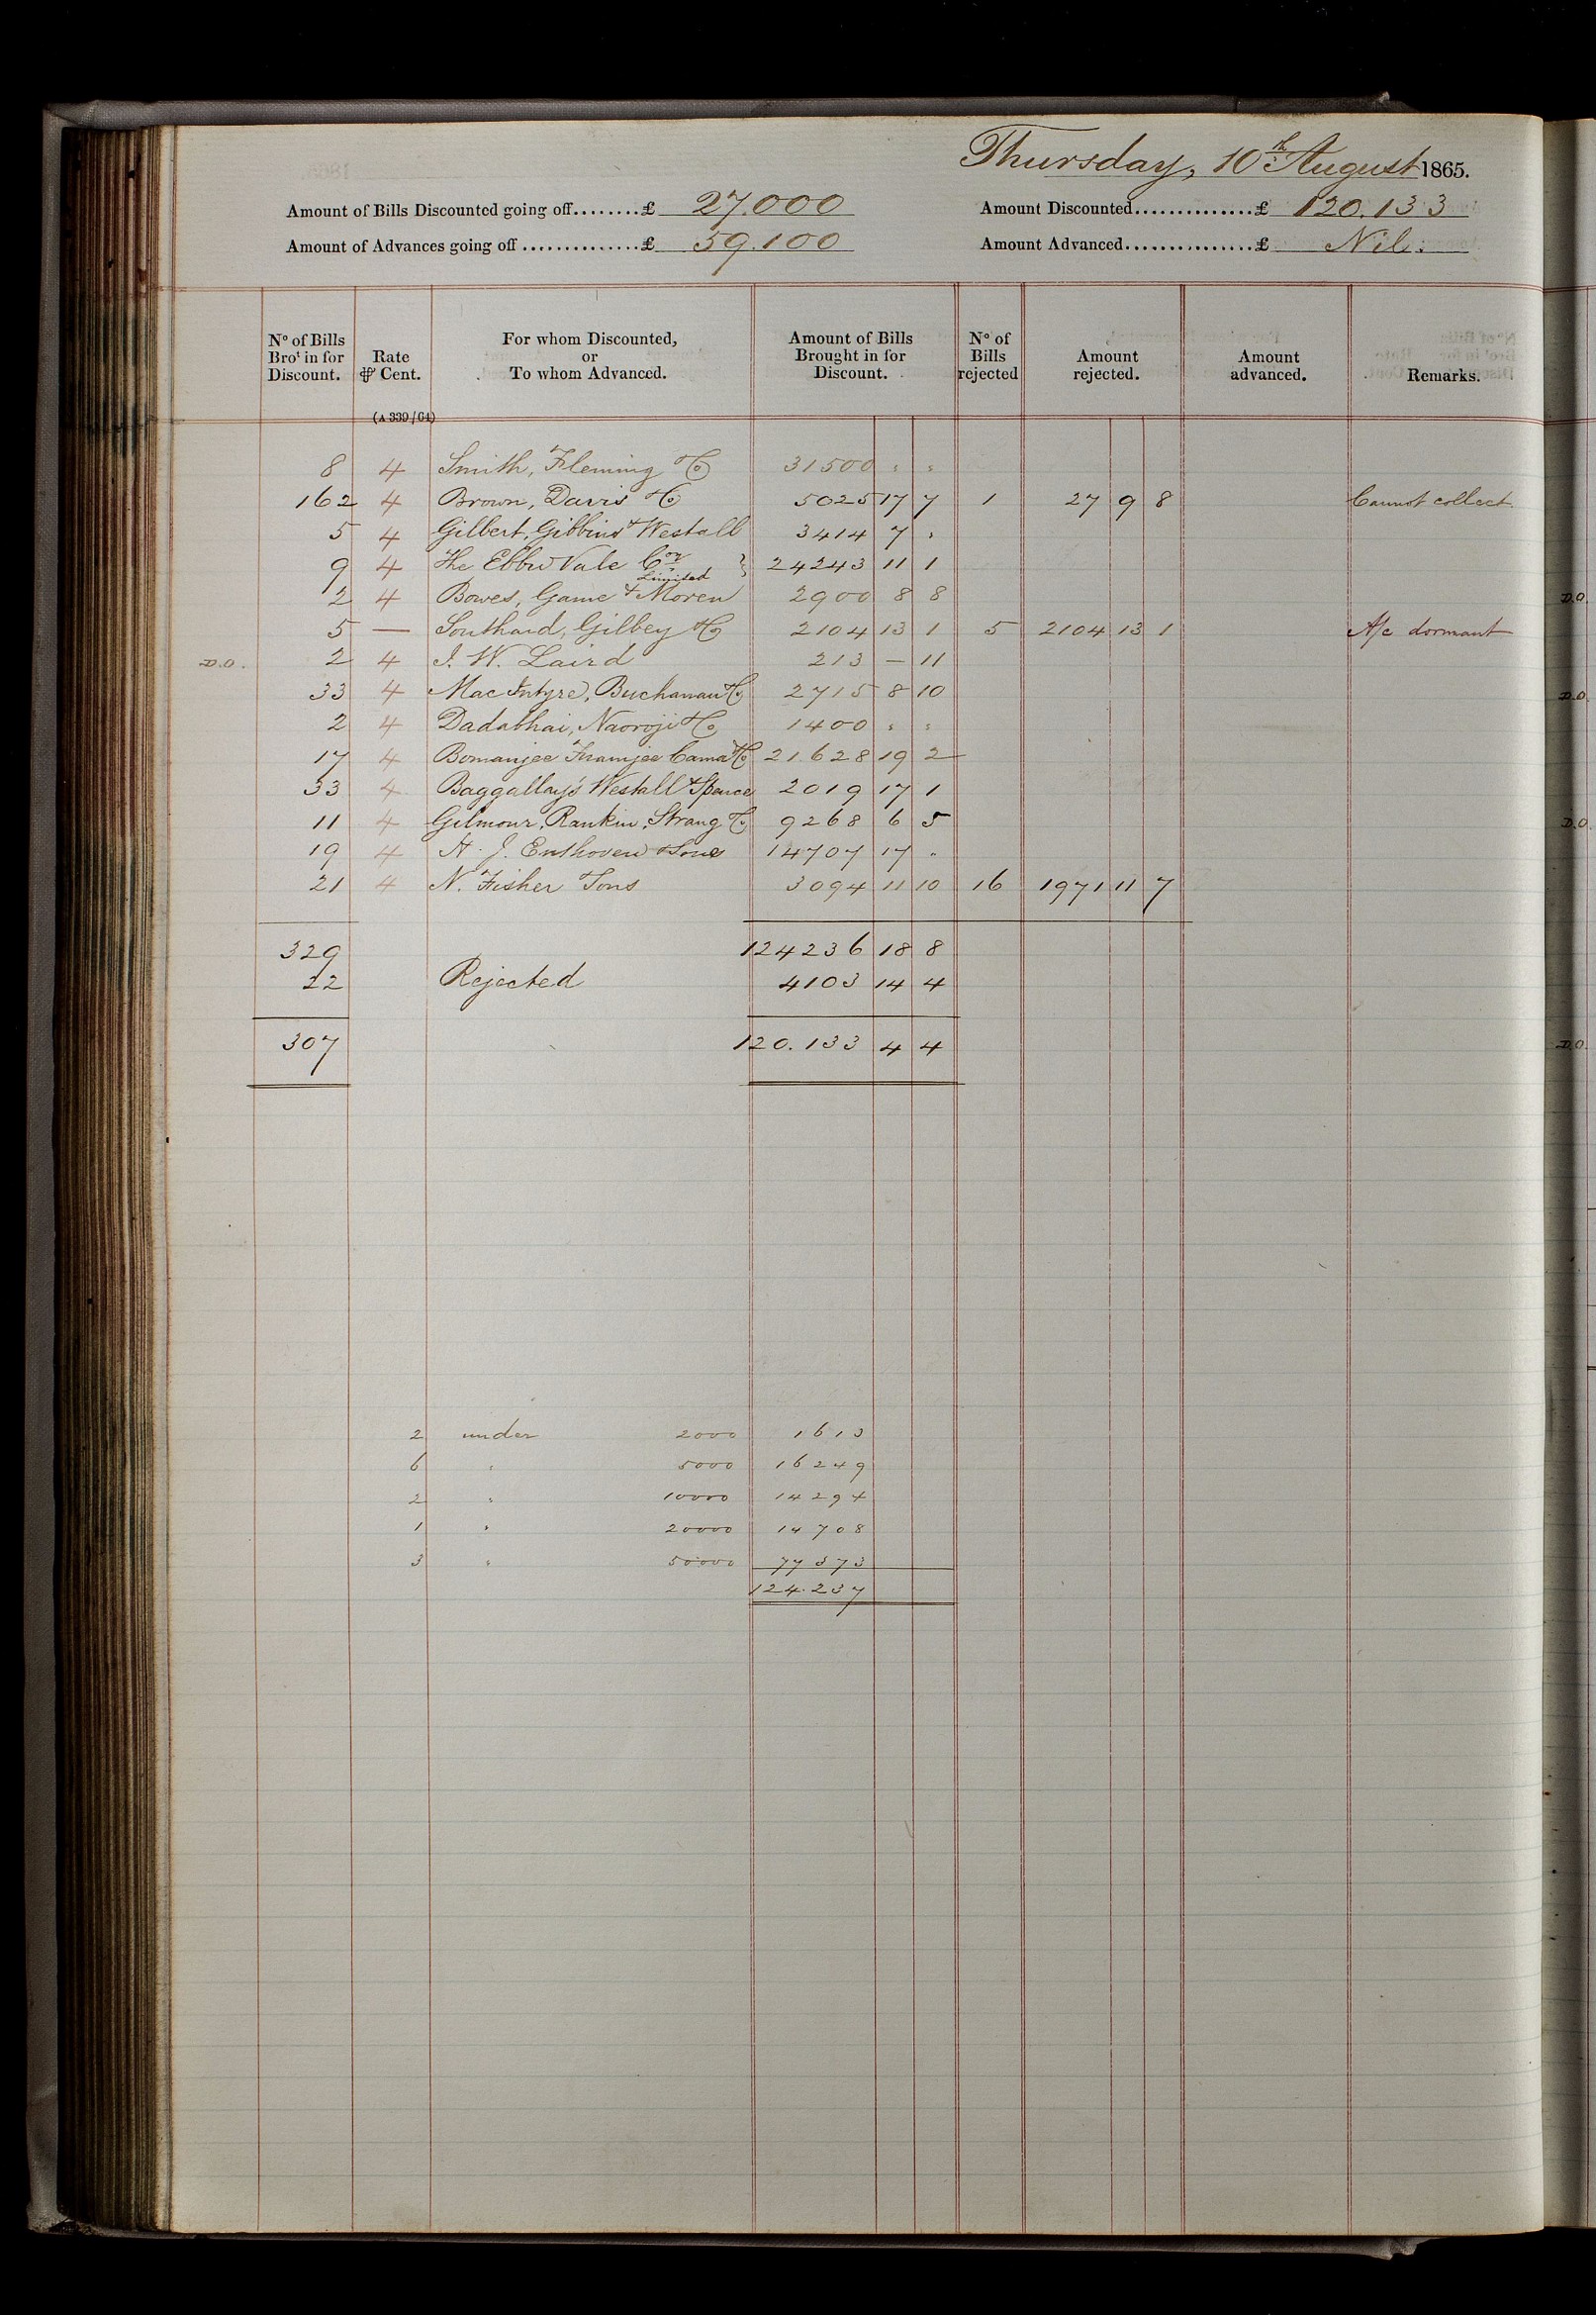 Thursday, 10th August 1865.
Amount of Bills Discounted going off........£ 27.000 Amount Discounted..............£ 120.133
Amount of Advances going off ..............£ 59.100 Amount Advanced................£ Nil.
No of Bills Brot in for Discount. Rate ⅌ Cent. For whom Discounted, or To whom Advanced. Amount of Bills Brought in for Discount. No of Bills rejected Amount rejected. Amount advanced. Remarks.
(A 339/64)
8 4 Smith, Fleming & Co 31500 " "
162 4 Brown, Davis & Co 5025 17 7 1 27 9 8 Cannot collect.
5 4 Gilbert, Gibbins & Westall 3414 7 "
9 4 The Ebbw Vale Coy Limited } 24243 11 1
2 4 Bowes, Game & Moren 2900 8 8
5 — Southard, Gilbey & Co 2104 13 1 5 2104 13 1 A/c dormant
D.O. 2 4 J. W. Laird 213 — 11
33 4 MacIntyre, Buchanan & Co 2715 8 10
2 4 Dadabhai, Naoroji & Co 1400 " "
17 4 Bomanjee Framjee Cama & Co 21.628 19 2
33 4 Baggallays Westall & Spence 2019 17 1
11 4 Gilmour, Rankin, Strang & Co 9268 6 5
19 4 H. J. Enthoven & Sons 14707 17 "
21 4 N. Fisher Sons 3094 11 10 16 1971 11 7
329 124236 18 8
22 Rejected 4103 14 4
307 120.133 4 4
2 under 2000 1613
6 " 5000 16249
2 " 10000 14294
1 " 20000 14708
3 " 50000 77373
124.237
D.O.
D.O.
D.O.
D.O.